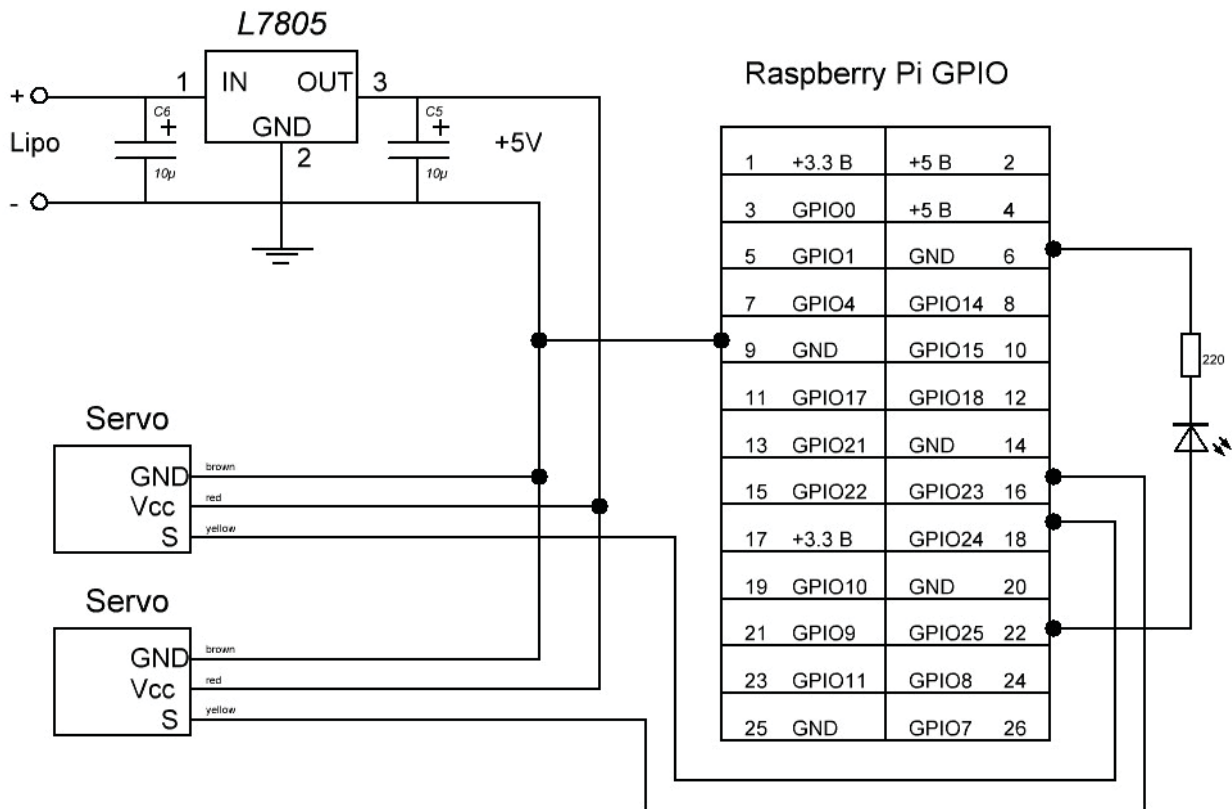 L7805
Raspberry Pi GPIO
1 IN OUT 3
+
C6 +
C5 +
GND
Lipo
10µ
2
10µ
+5V
-
1 +3.3 B +5 B 2
3 GPIO0 +5 B 4
5 GPIO1 GND 6
7 GPIO4 GPIO14 8
9 GND GPIO15 10
11 GPIO17 GPIO18 12
13 GPIO21 GND 14
15 GPIO22 GPIO23 16
17 +3.3 B GPIO24 18
19 GPIO10 GND 20
21 GPIO9 GPIO25 22
23 GPIO11 GPIO8 24
25 GND GPIO7 26
220
Servo
GND brown
Vcc red
S yellow
Servo
GND brown
Vcc red
S yellow